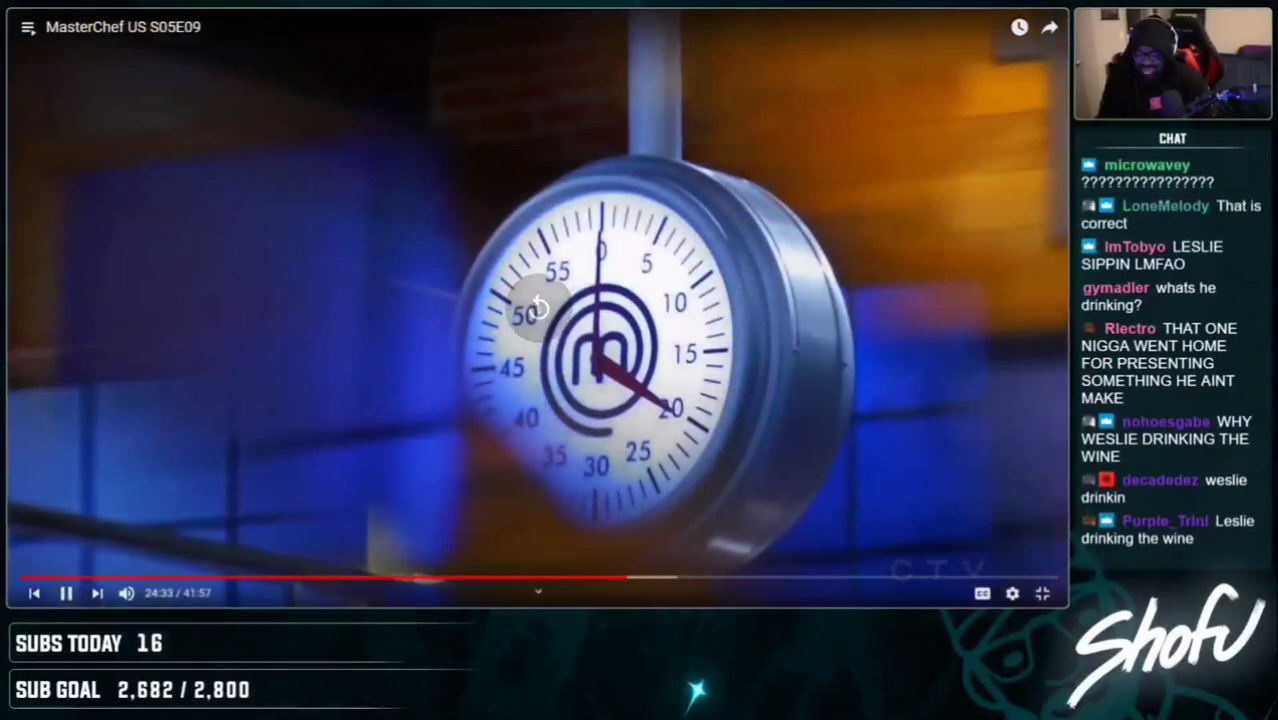 MasterChef US S05E09
0
5
10
15
20
25
30
35
40
45
50
55
m
CTV
24:33 / 41:57
CC
CHAT
microwavey
????????????????
LoneMelody That is
correct
ImTobyo LESLIE
SIPPIN LMFAO
gymadler whats he
drinking?
Rlectro THAT ONE
NIGGA WENT HOME
FOR PRESENTING
SOMETHING HE AINT
MAKE
nohoesgabe WHY
WESLIE DRINKING THE
WINE
decadedez weslie
drinkin
Purple_Trini Leslie
drinking the wine
SUBS TODAY 16
SUB GOAL 2,682 / 2,800
Shofu